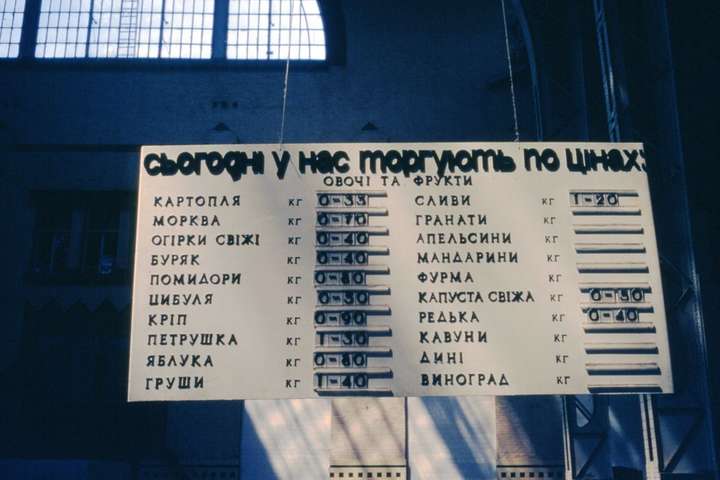 сьогодні у нас торгують по цінах:
ОВОЧІ ТА ФРУКТИ
КАРТОПЛЯ КГ 0-33
МОРКВА КГ 0-70
ОГІРКИ СВІЖІ КГ 0-40
БУРЯК КГ 0-40
ПОМИДОРИ КГ 0-80
ЦИБУЛЯ КГ 0-50
КРІП КГ 0-90
ПЕТРУШКА КГ 1-30
ЯБЛУКА КГ 0-80
ГРУШИ КГ 1-40
СЛИВИ КГ 1-20
ГРАНАТИ КГ
АПЕЛЬСИНИ КГ
МАНДАРИНИ КГ
ФУРМА КГ
КАПУСТА СВІЖА КГ 0-30
РЕДЬКА КГ 0-40
КАВУНИ КГ
ДИНІ КГ
ВИНОГРАД КГ